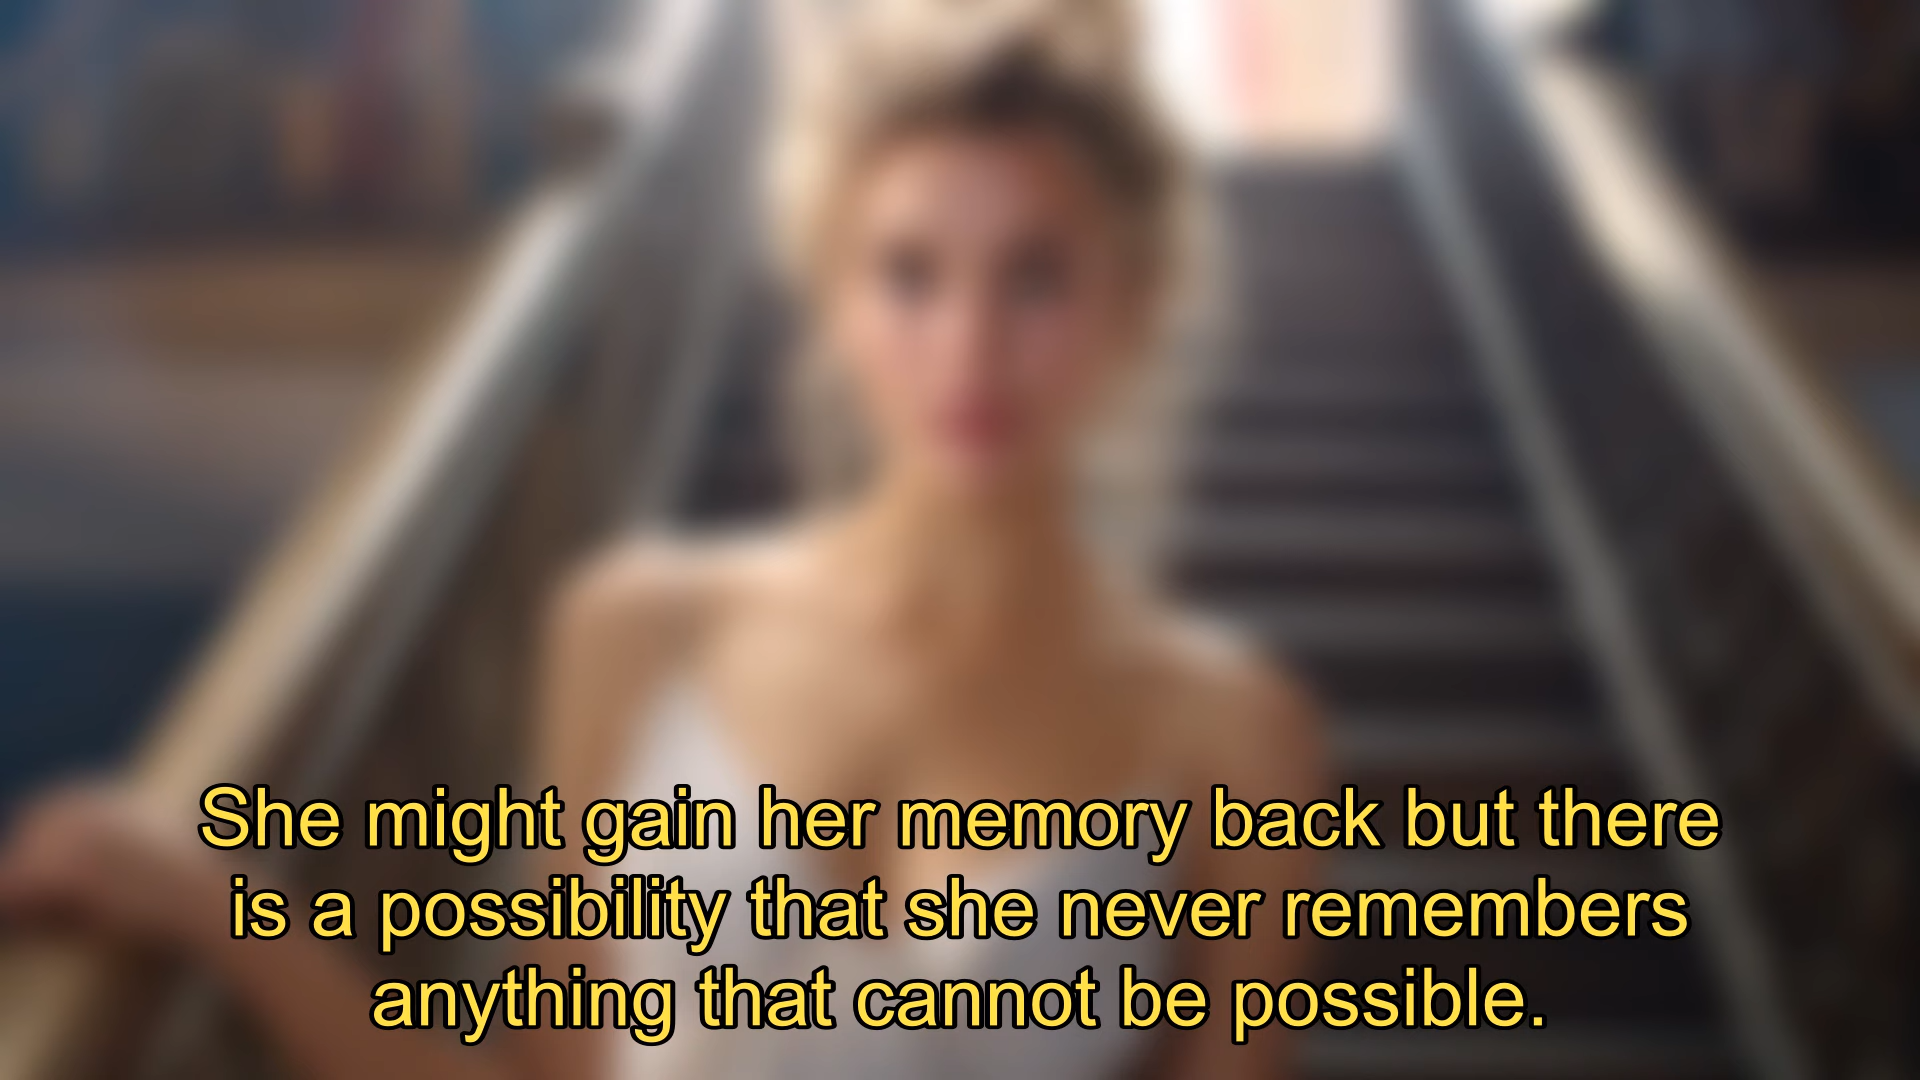 She might gain her memory back but there
is a possibility that she never remembers
anything that cannot be possible.